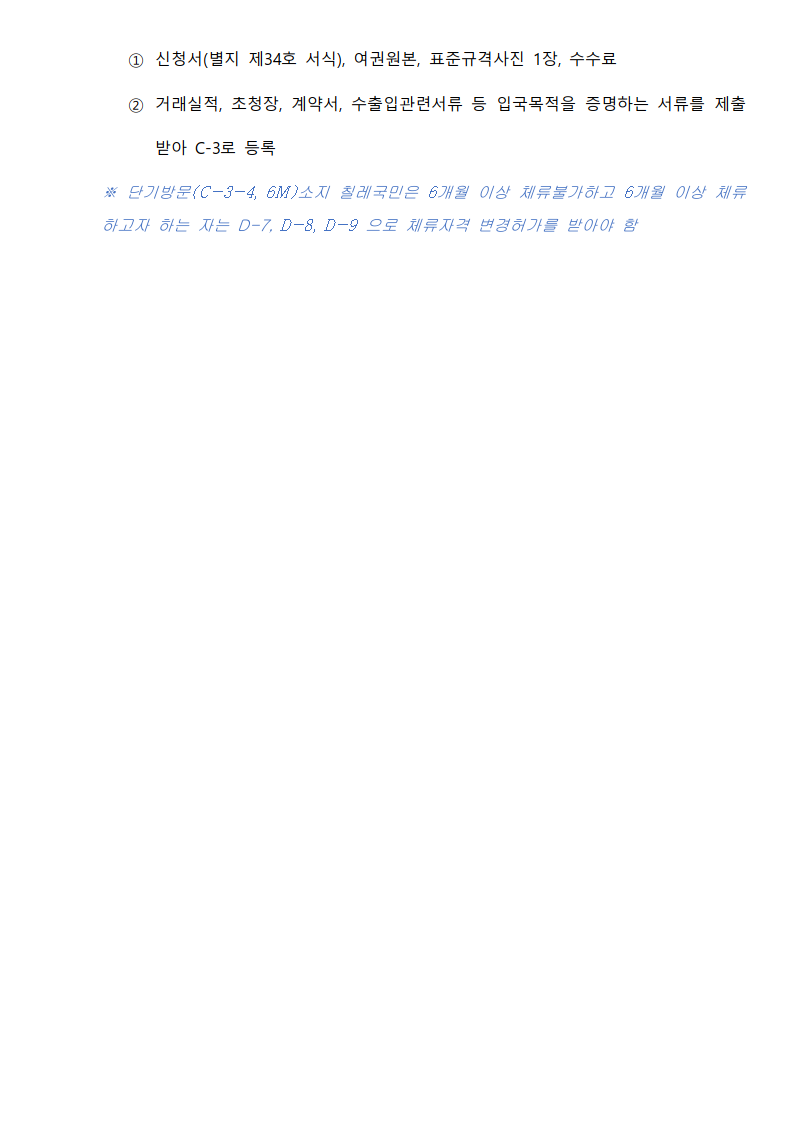 ① 신청서(별지 제34호 서식), 여권원본, 표준규격사진 1장, 수수료
② 거래실적, 초청장, 계약서, 수출입관련서류 등 입국목적을 증명하는 서류를 제출
받아 C-3로 등록
※ 단기방문(C-3-4, 6M)소지 칠레국민은 6개월 이상 체류불가하고 6개월 이상 체류
하고자 하는 자는 D-7, D-8, D-9 으로 체류자격 변경허가를 받아야 함